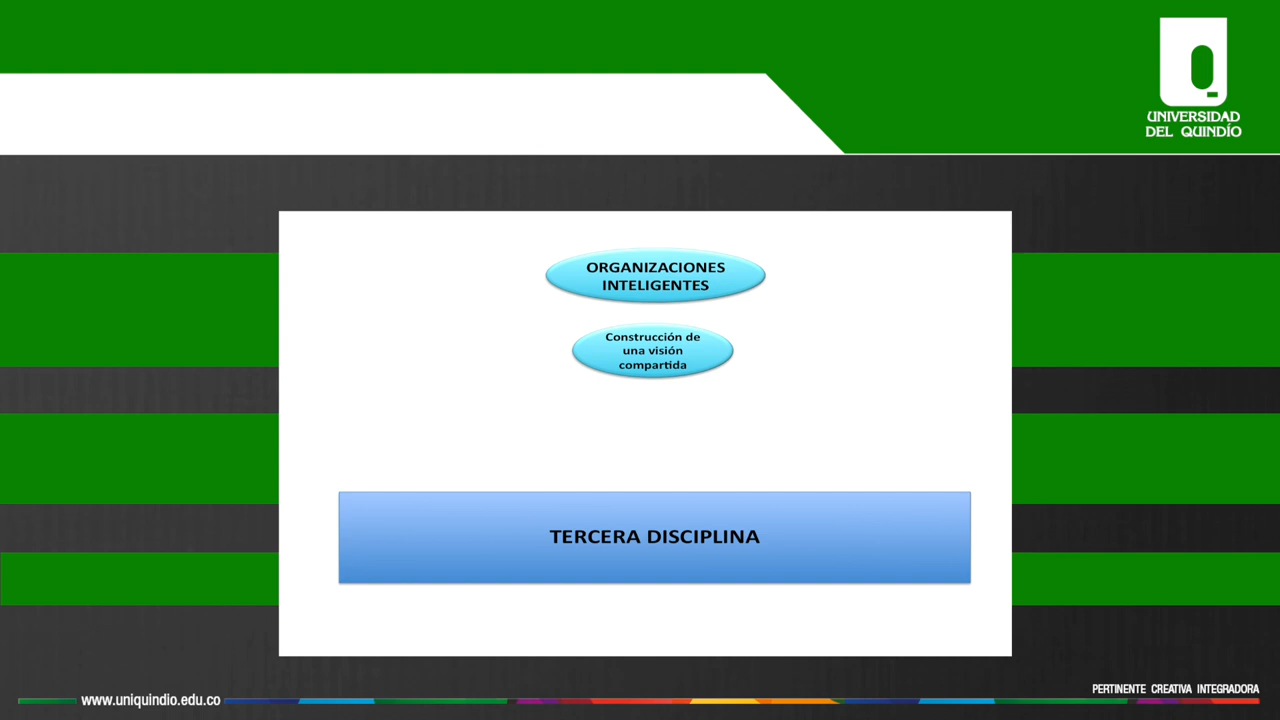 UNIVERSIDAD
DEL QUINDÍO
ORGANIZACIONES
INTELIGENTES
Construcción de
una visión
compartida
TERCERA DISCIPLINA
PERTINENTE CREATIVA INTEGRADORA
www.uniquindio.edu.co